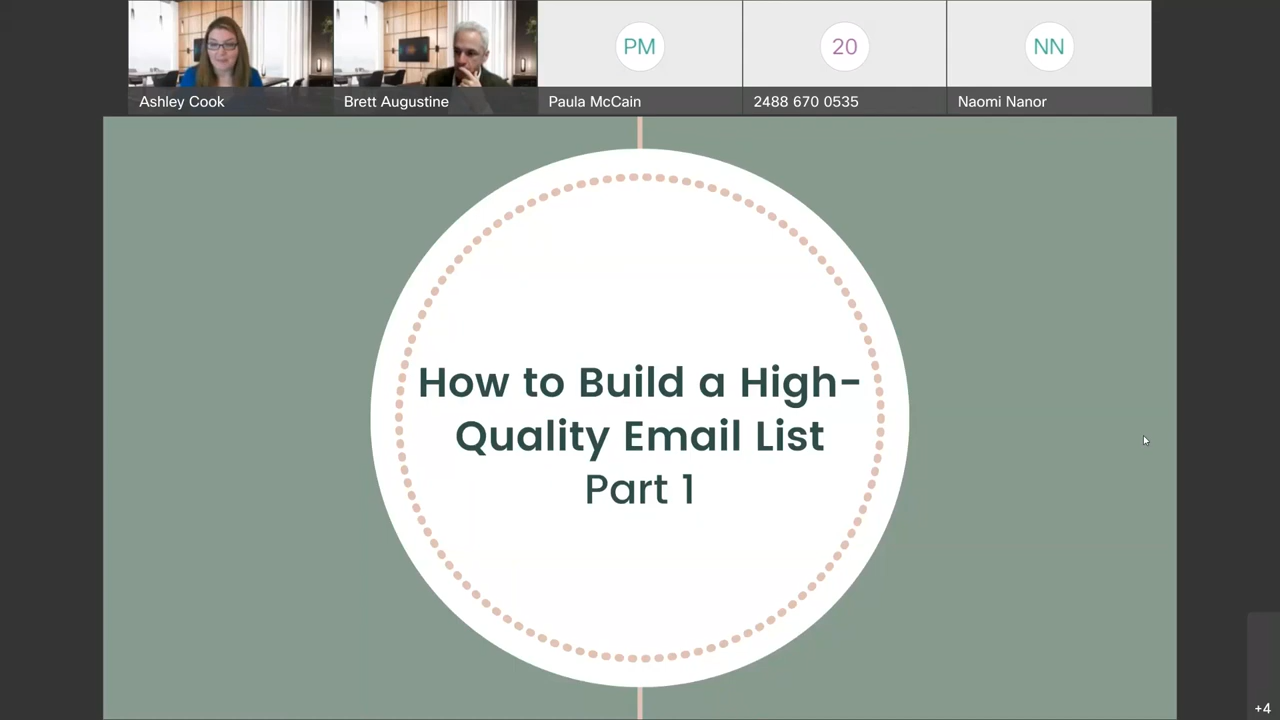 PM
20
NN
Ashley Cook
Brett Augustine
Paula McCain
2488 670 0535
Naomi Nanor
How to Build a High-
Quality Email List
Part 1
+4